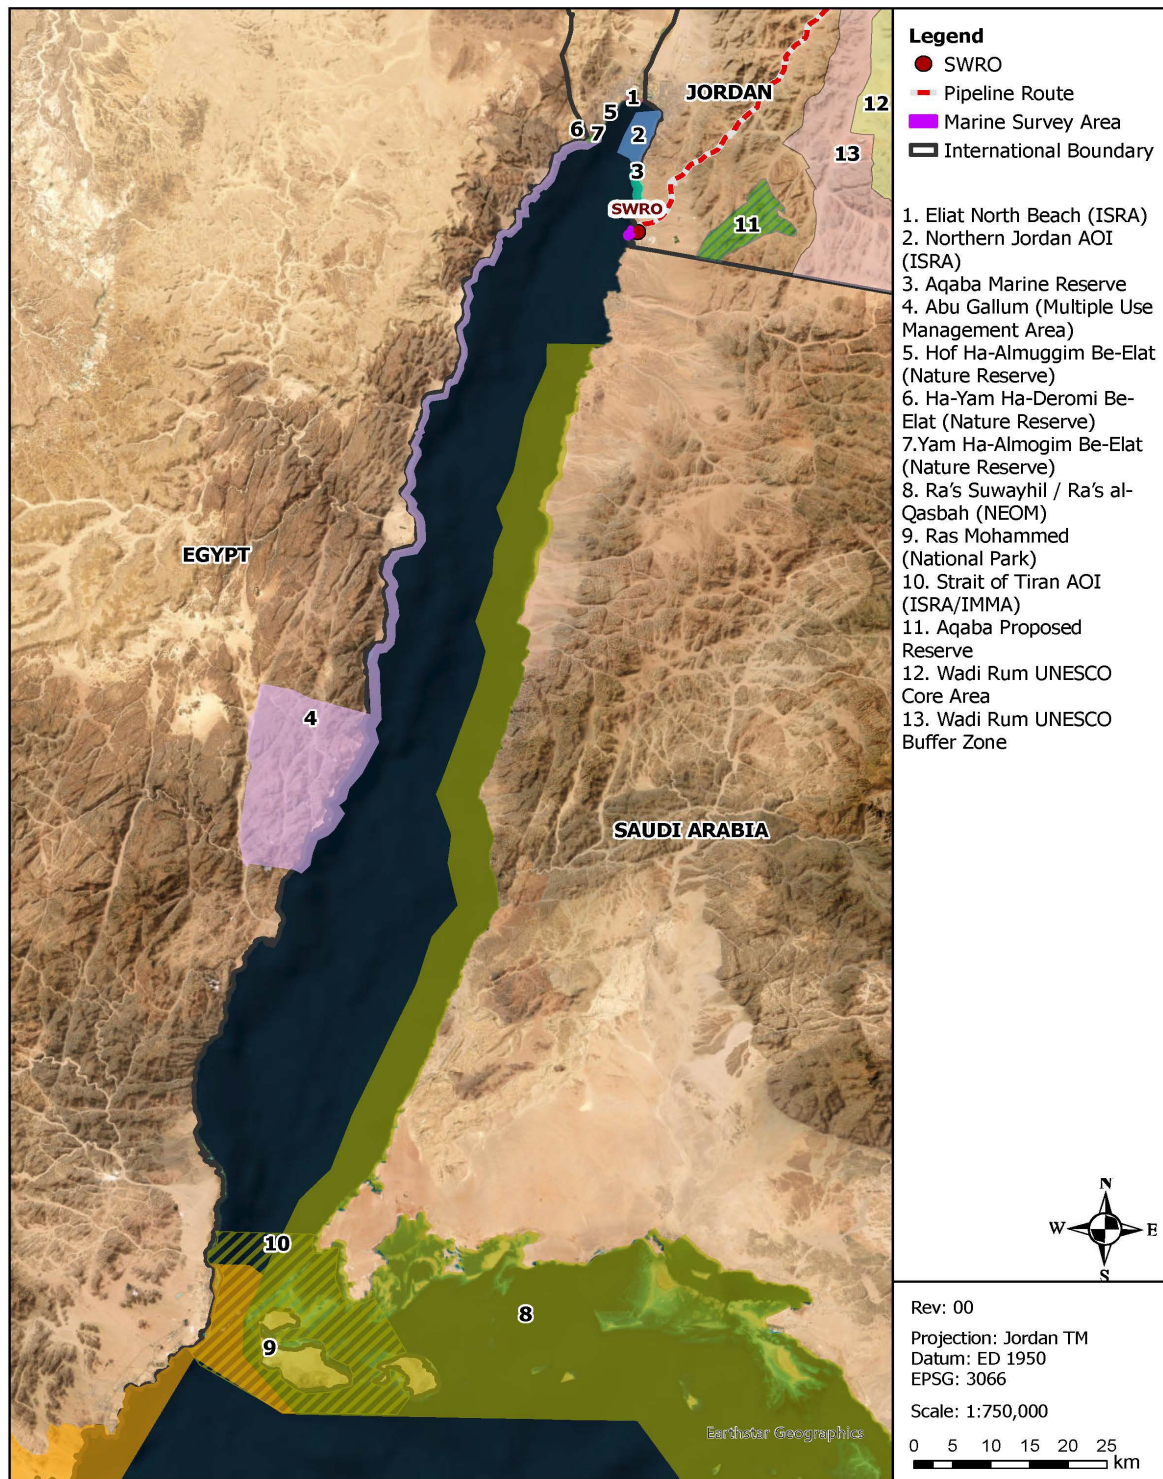 1
JORDAN
5
12
6
7
2
13
3
SWRO
11
EGYPT
4
SAUDI ARABIA
10
8
9
Earthstar Geographics
Legend
SWRO
Pipeline Route
Marine Survey Area
International Boundary
1. Eliat North Beach (ISRA)
2. Northern Jordan AOI
(ISRA)
3. Aqaba Marine Reserve
4. Abu Gallum (Multiple Use
Management Area)
5. Hof Ha-Almuggim Be-Elat
(Nature Reserve)
6. Ha-Yam Ha-Deromi Be-
Elat (Nature Reserve)
7.Yam Ha-Almogim Be-Elat
(Nature Reserve)
8. Ra's Suwayhil / Ra's al-
Qasbah (NEOM)
9. Ras Mohammed
(National Park)
10. Strait of Tiran AOI
(ISRA/IMMA)
11. Aqaba Proposed
Reserve
12. Wadi Rum UNESCO
Core Area
13. Wadi Rum UNESCO
Buffer Zone
N
W E
S
Rev: 00
Projection: Jordan TM
Datum: ED 1950
EPSG: 3066
Scale: 1:750,000
0 5 10 15 20 25
km